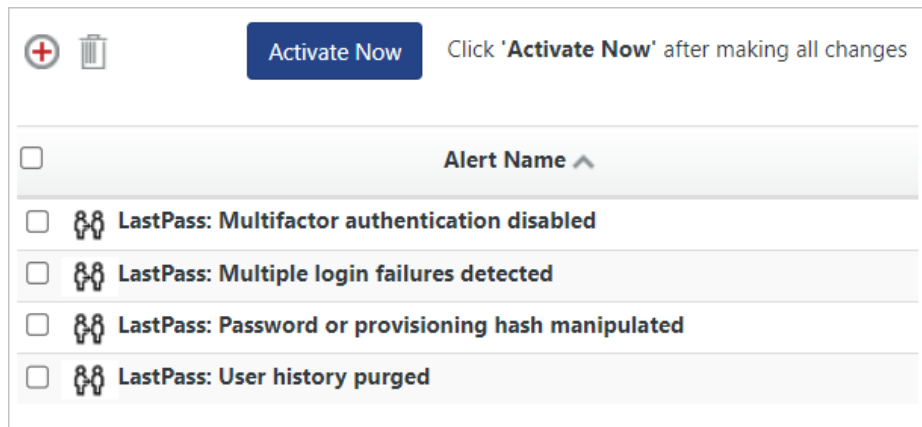 Activate Now Click 'Activate Now' after making all changes
Alert Name
LastPass: Multifactor authentication disabled
LastPass: Multiple login failures detected
LastPass: Password or provisioning hash manipulated
LastPass: User history purged